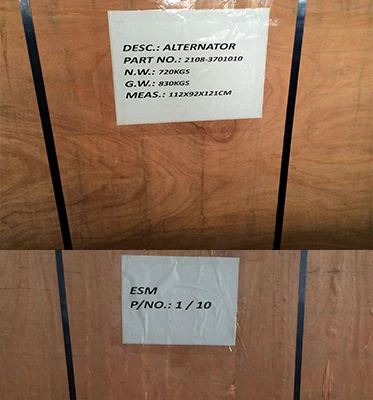 DESC.: ALTERNATOR
PART NO.: 2108-3701010
N.W.: 720KGS
G.W.: 830KGS
MEAS.: 112X92X121CM
ESM
P/NO.: 1 / 10